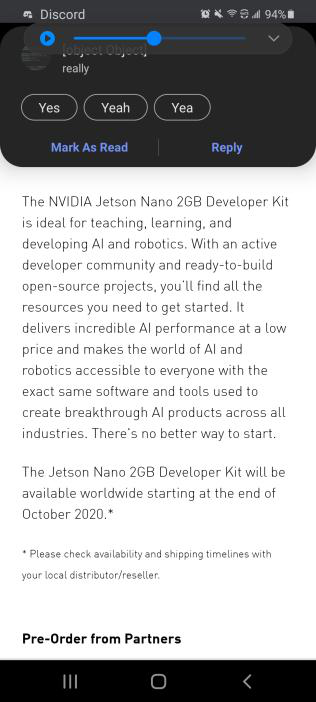 Discord 94%
[object Object]
really
Yes Yeah Yea
Mark As Read Reply
The NVIDIA Jetson Nano 2GB Developer Kit
is ideal for teaching, learning, and
developing AI and robotics. With an active
developer community and ready-to-build
open-source projects, you'll find all the
resources you need to get started. It
delivers incredible AI performance at a low
price and makes the world of AI and
robotics accessible to everyone with the
exact same software and tools used to
create breakthrough AI products across all
industries. There's no better way to start.
The Jetson Nano 2GB Developer Kit will be
available worldwide starting at the end of
October 2020.*
* Please check availability and shipping timelines with
your local distributor/reseller.
Pre-Order from Partners